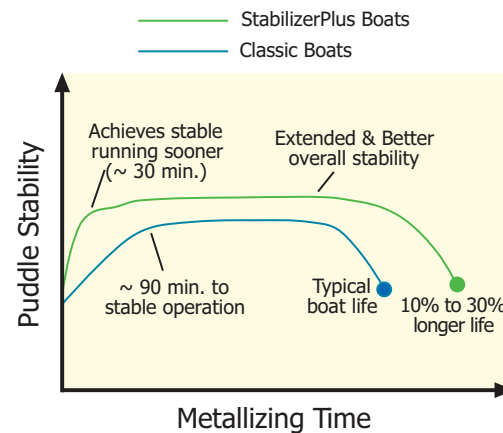 StabilizerPlus Boats
Classic Boats
Achieves stable
running sooner
(~ 30 min.)
Extended & Better
overall stability
Puddle Stability
~ 90 min. to
stable operation
Typical
boat life
10% to 30%
longer life
Metallizing Time